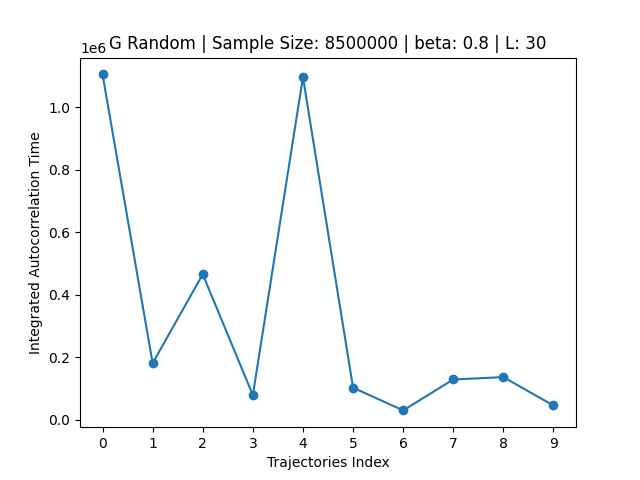 1e6
G Random | Sample Size: 8500000 | beta: 0.8 | L: 30
Integrated Autocorrelation Time
1.0
0.8
0.6
0.4
0.2
0.0
0 1 2 3 4 5 6 7 8 9
Trajectories Index